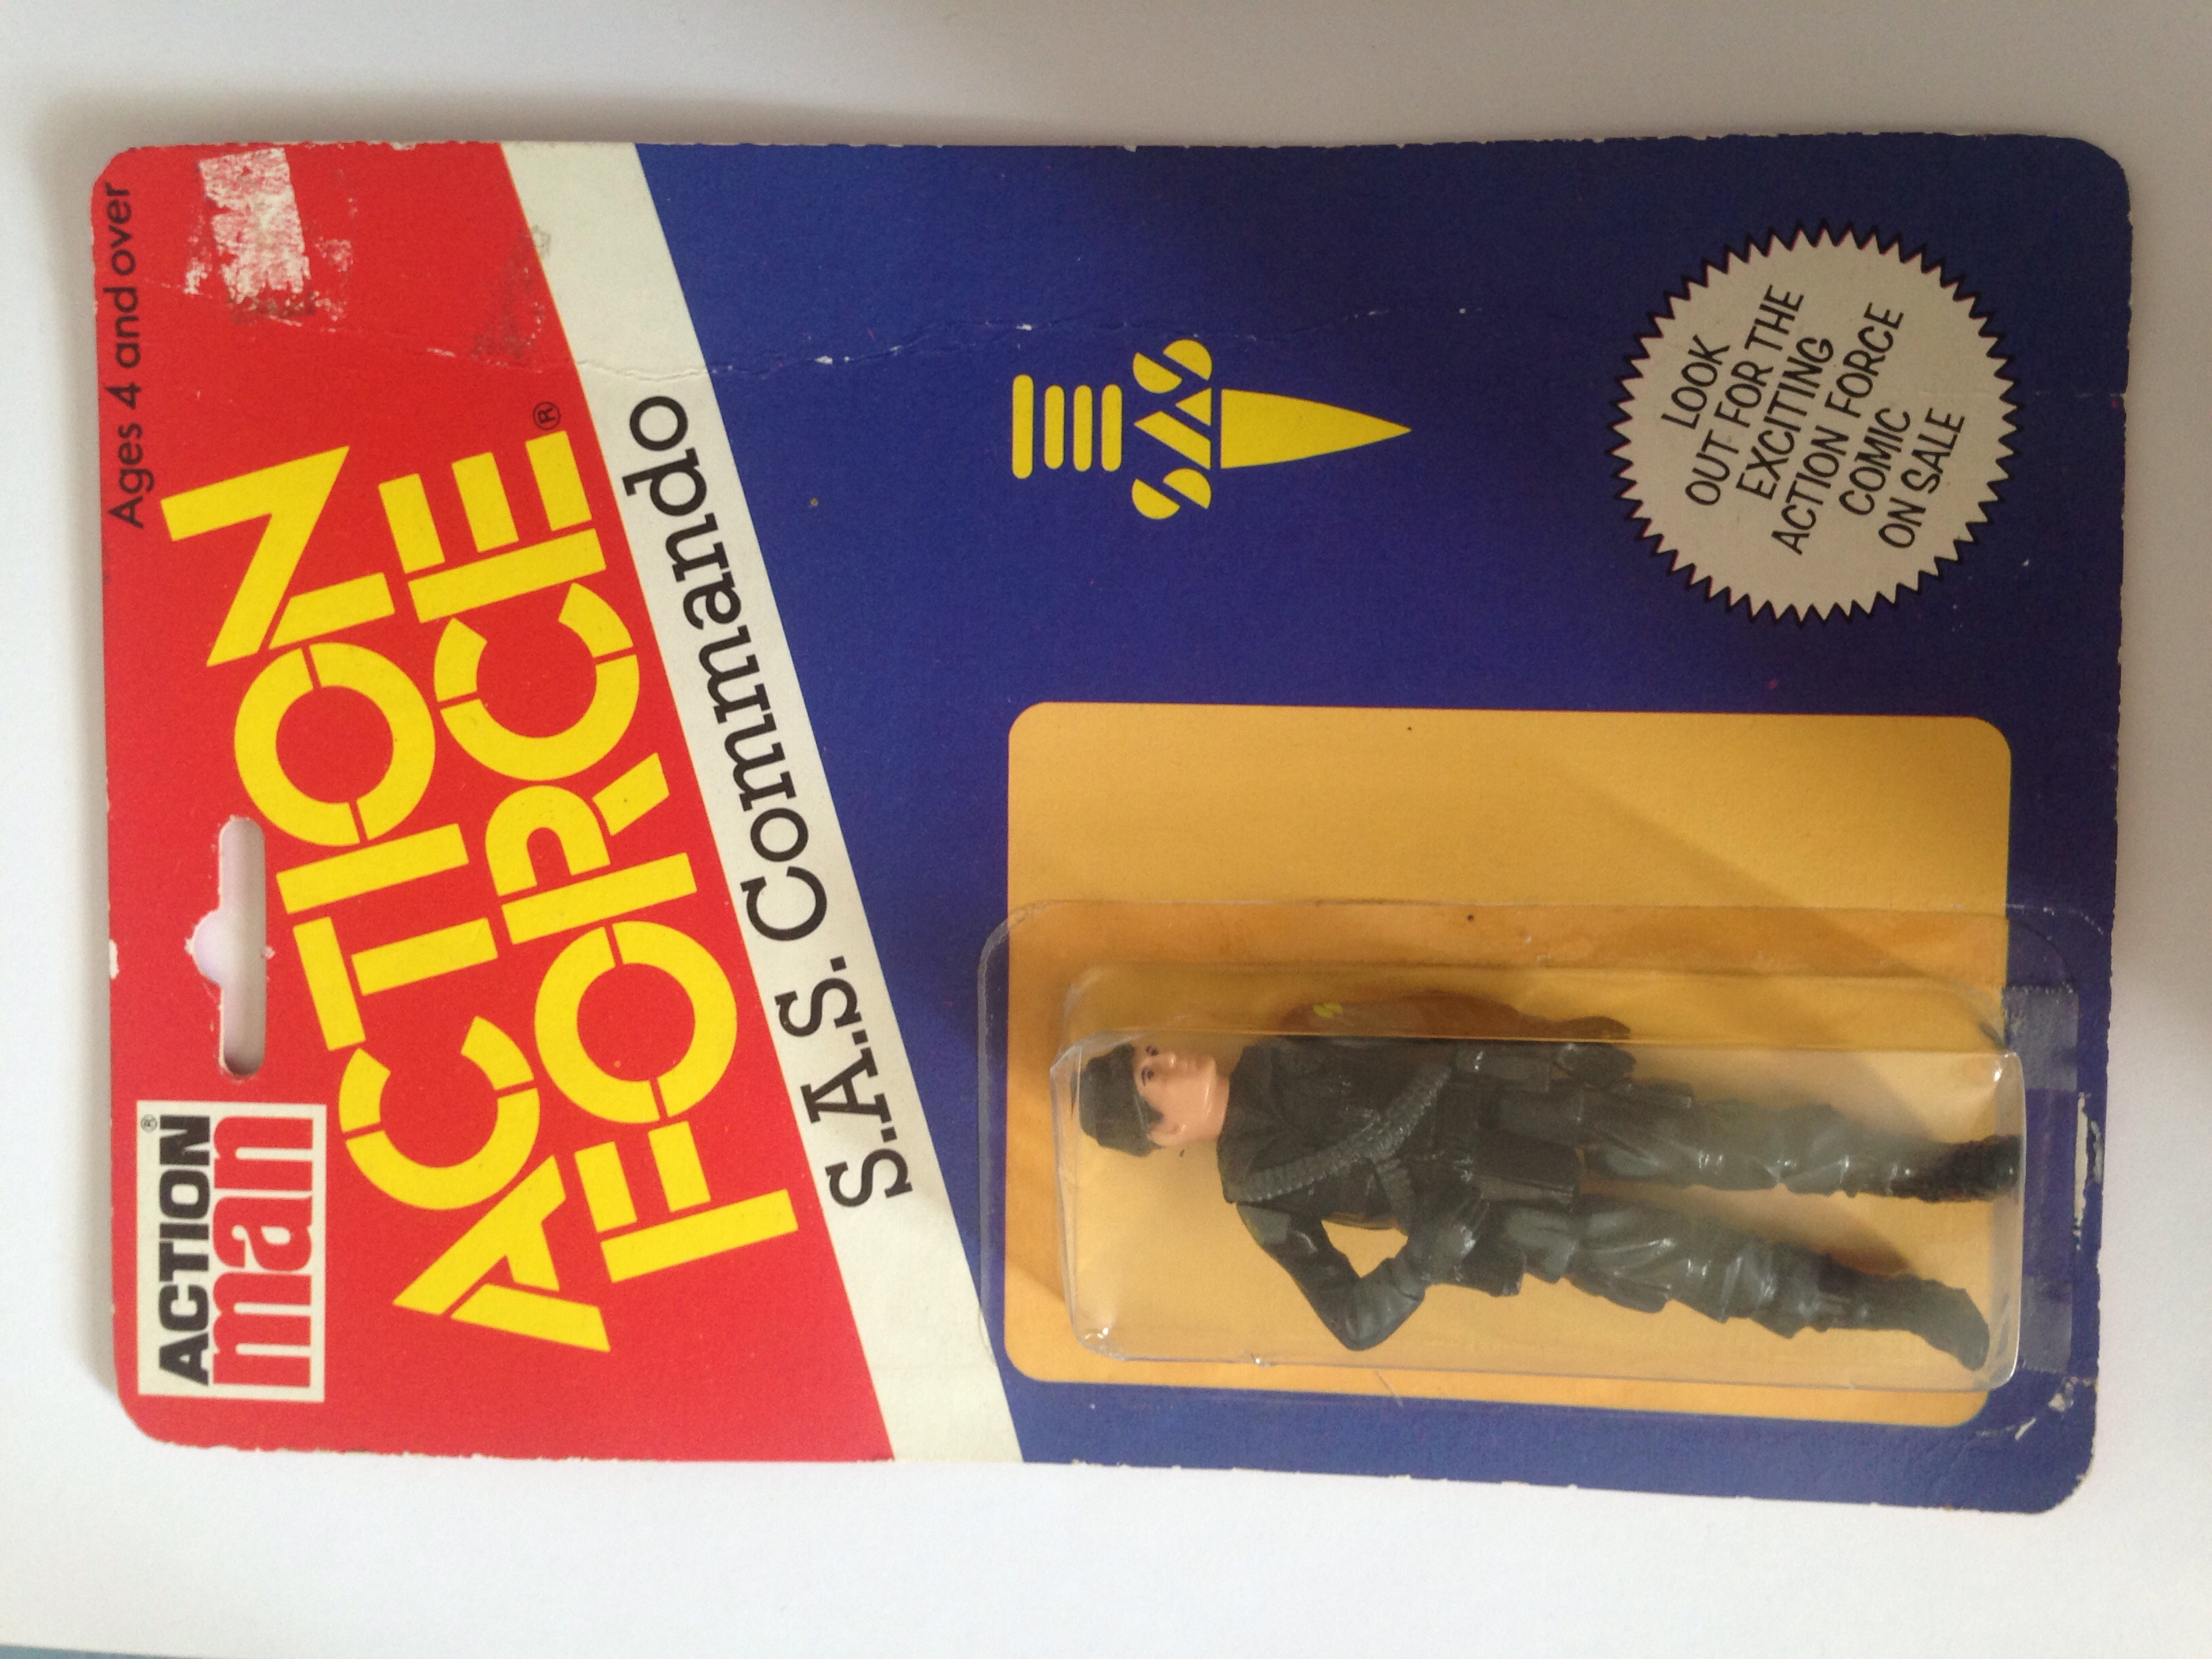 Ages 4 and over
ACTION®
man
ACTION
FORCE®
S.A.S. Commando
SAS
LOOK
OUT FOR THE
EXCITING
ACTION FORCE
COMIC
ON SALE